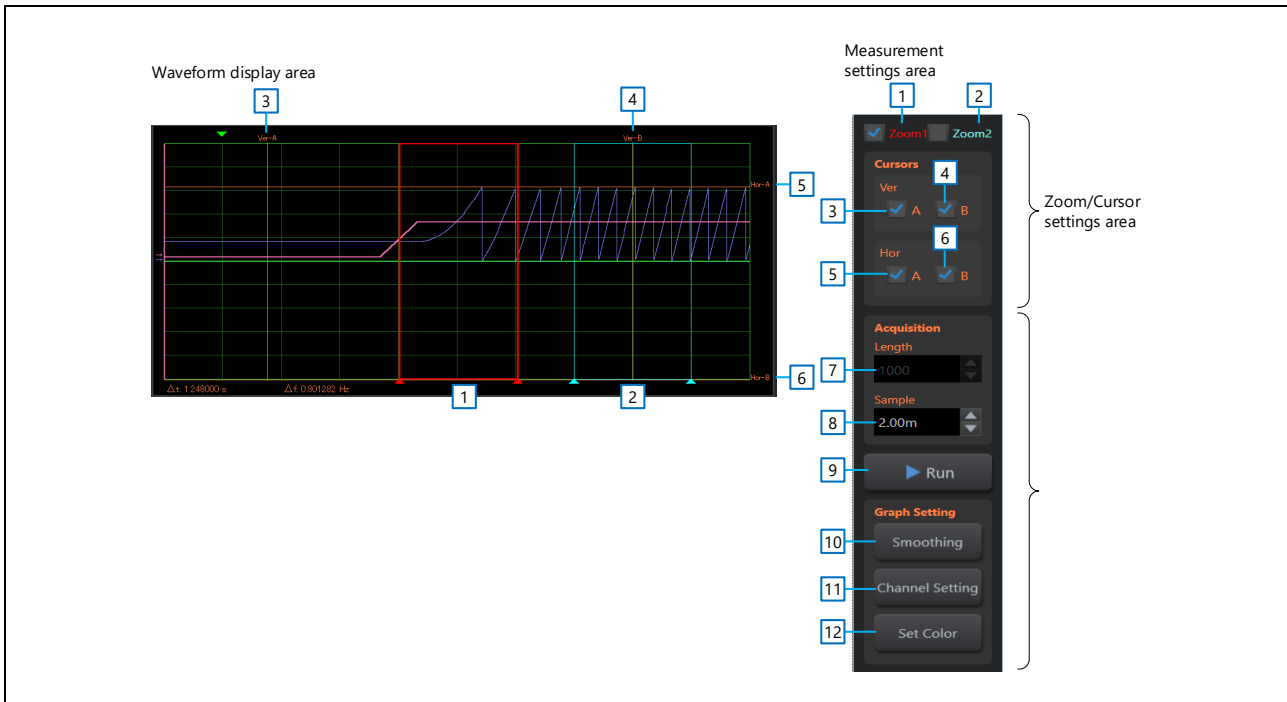 Measurement
settings area
Waveform display area
1
2
3
4
Ver-A
Ver-B
Zoom1
Zoom2
Cursors
4
Ver
Hor-A
5
3
A
B
Zoom/Cursor
settings area
6
Hor
5
A
B
Acquisition
Length
7
1000
Hor-B
6
Δt: 1.248000 s
Δf: 0.801282 Hz
1
2
Sample
8
2.00m
9
Run
Graph Setting
10
Smoothing
11
Channel Setting
12
Set Color